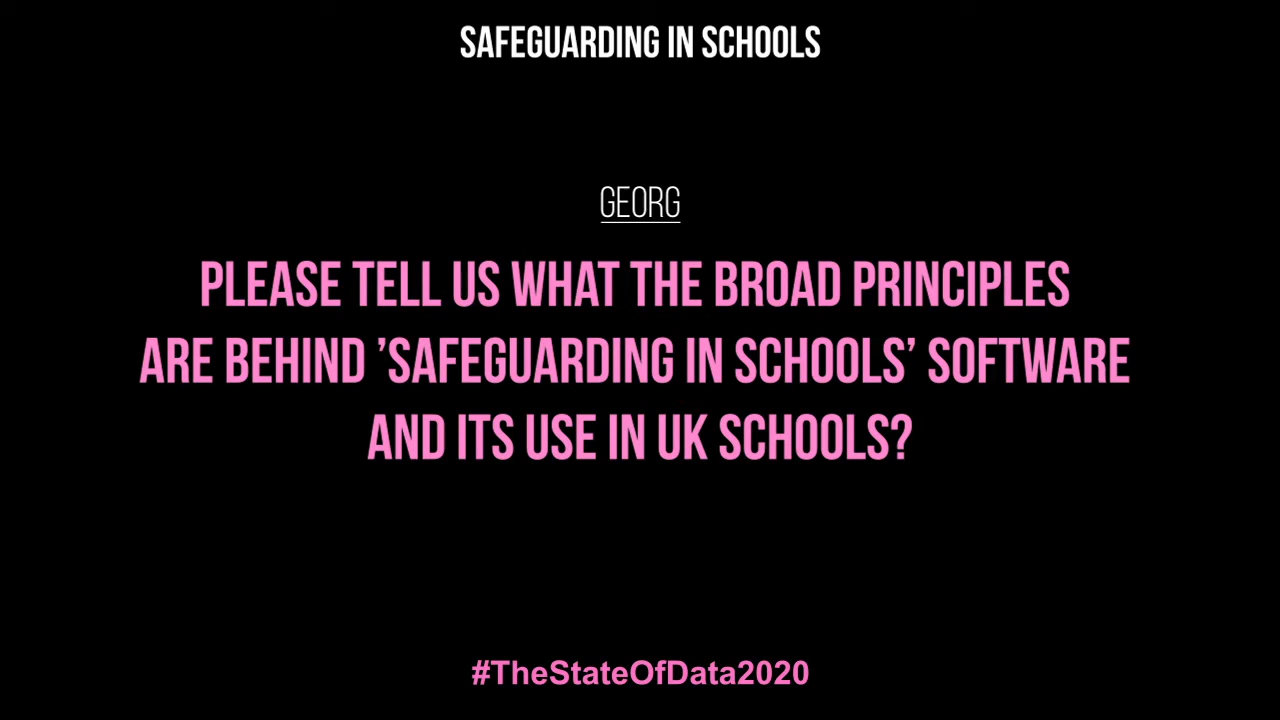 SAFEGUARDING IN SCHOOLS
GEORG
PLEASE TELL US WHAT THE BROAD PRINCIPLES
ARE BEHIND ’SAFEGUARDING IN SCHOOLS’ SOFTWARE
AND ITS USE IN UK SCHOOLS?
#TheStateOfData2020